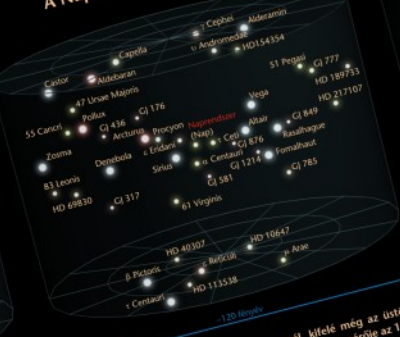 γ Cephei
Alderamin
υ Andromedae
HD154354
Capella
Castor
Aldebaran
51 Pegasi
GJ 777
HD 189733
HD 217107
47 Ursae Majoris
Pollux
GJ 176
Vega
55 Cancri
GJ 436
Arcturus
Procyon
Naprendszer
(Nap)
Altair
GJ 849
Rasalhague
ε Eridani
τ Ceti
GJ 876
Zosma
Denebola
Sirius
α Centauri
GJ 1214
Fomalhaut
GJ 785
GJ 581
83 Leonis
HD 69830
GJ 317
61 Virginis
HD 40307
HD 10647
β Pictoris
ε Reticuli
μ Arae
HD 113538
τ Centauri
~120 fényév
kifelé még az